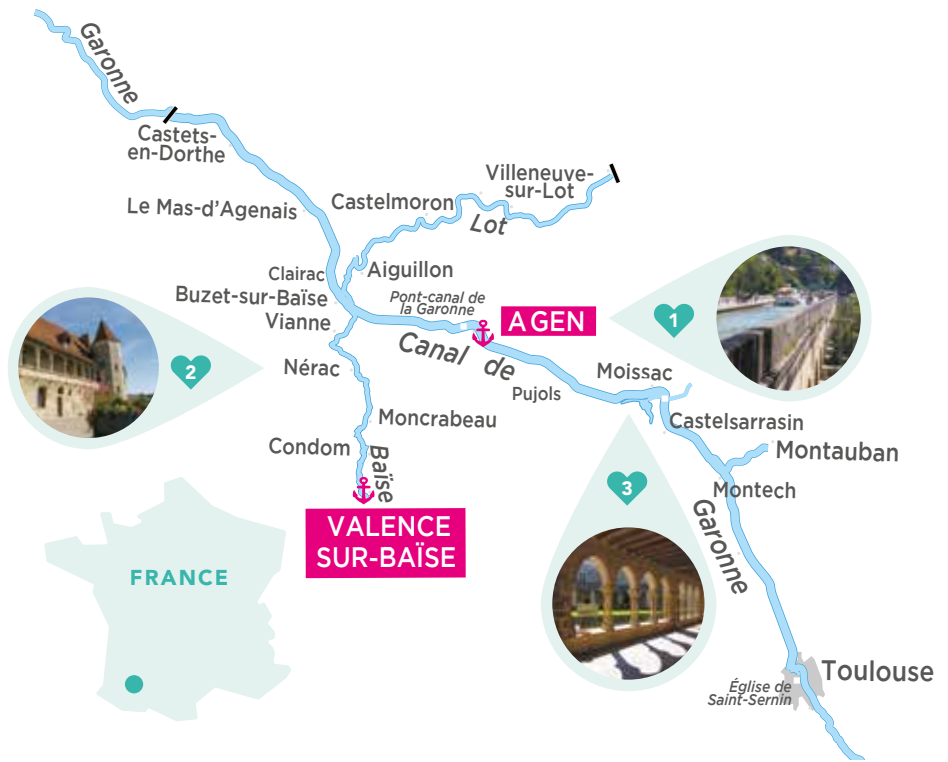 Garonne
Castets-
en-Dorthe
Villeneuve-
sur-Lot
Castelmoron
Le Mas-d'Agenais
Lot
Clairac
Aiguillon
Buzet-sur-Baïse
Pont-canal de
la Garonne
Vianne
AGEN
1
2
Canal de
Nérac
Moissac
Pujols
Moncrabeau
Castelsarrasin
Condom
Montauban
Baïse
3
Montech
Garonne
VALENCE
SUR-BAÏSE
FRANCE
Toulouse
Église de
Saint-Sernin